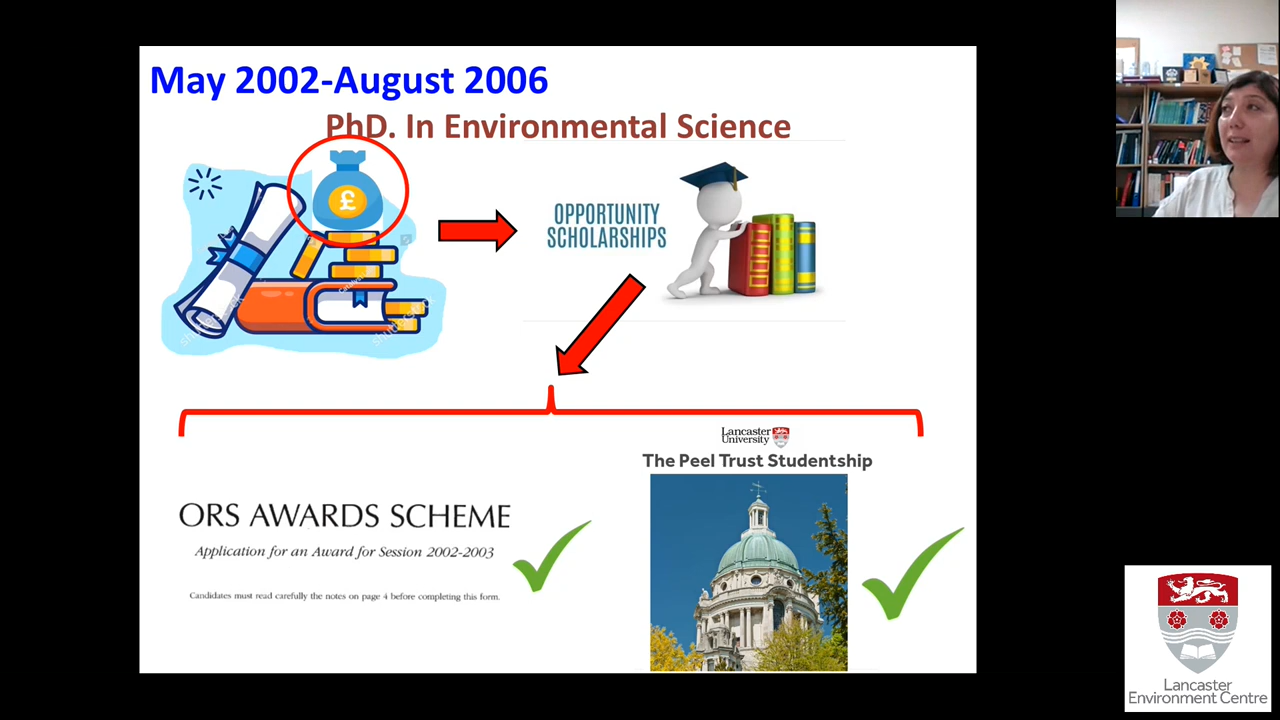 May 2002-August 2006
PhD. In Environmental Science
£
OPPORTUNITY
SCHOLARSHIPS
Lancaster
University
The Peel Trust Studentship
ORS AWARDS SCHEME
Application for an Award for Session 2002-2003
Candidates must read carefully the notes on page 4 before completing this form.
Lancaster
Environment Centre